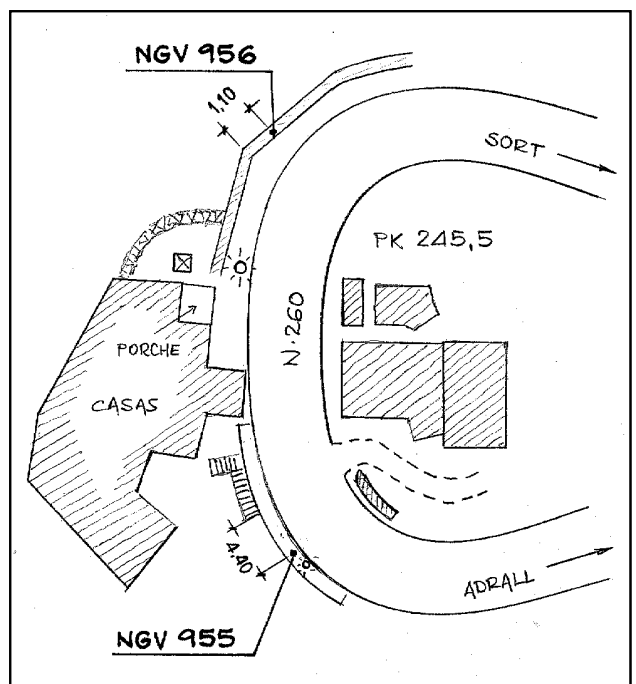 NGV 956
1,10
SORT
PK 245,5
N-260
PORCHE
CASAS
4,40
ADRALL
NGV 955